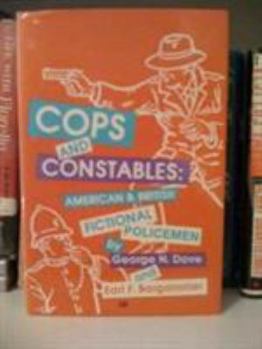 COPS
AND
CONSTABLES:
AMERICAN & BRITISH
FICTIONAL
POLICEMEN
by
George N. Dove
and
Earl F. Bargainnier